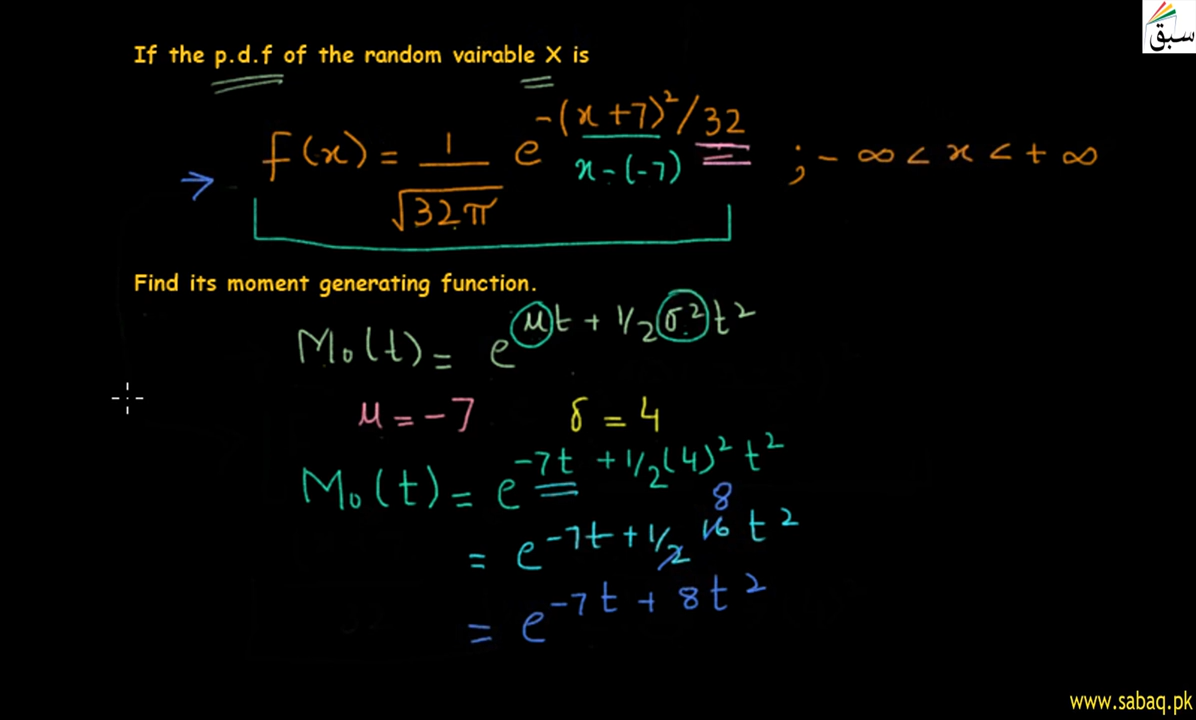 سبق
If the p.d.f of the random vairable X is
f(x) = 1/√32π e^-(x+7)²/32 ; -∞ < x < +∞
x-(-7)
Find its moment generating function.
M₀(t) = e^μt + 1/2 σ² t²
μ = -7 σ = 4
M₀(t) = e^-7t + 1/2 (4)² t²
8
= e^-7t + 1/2 16 t²
= e^-7t + 8t²
www.sabaq.pk